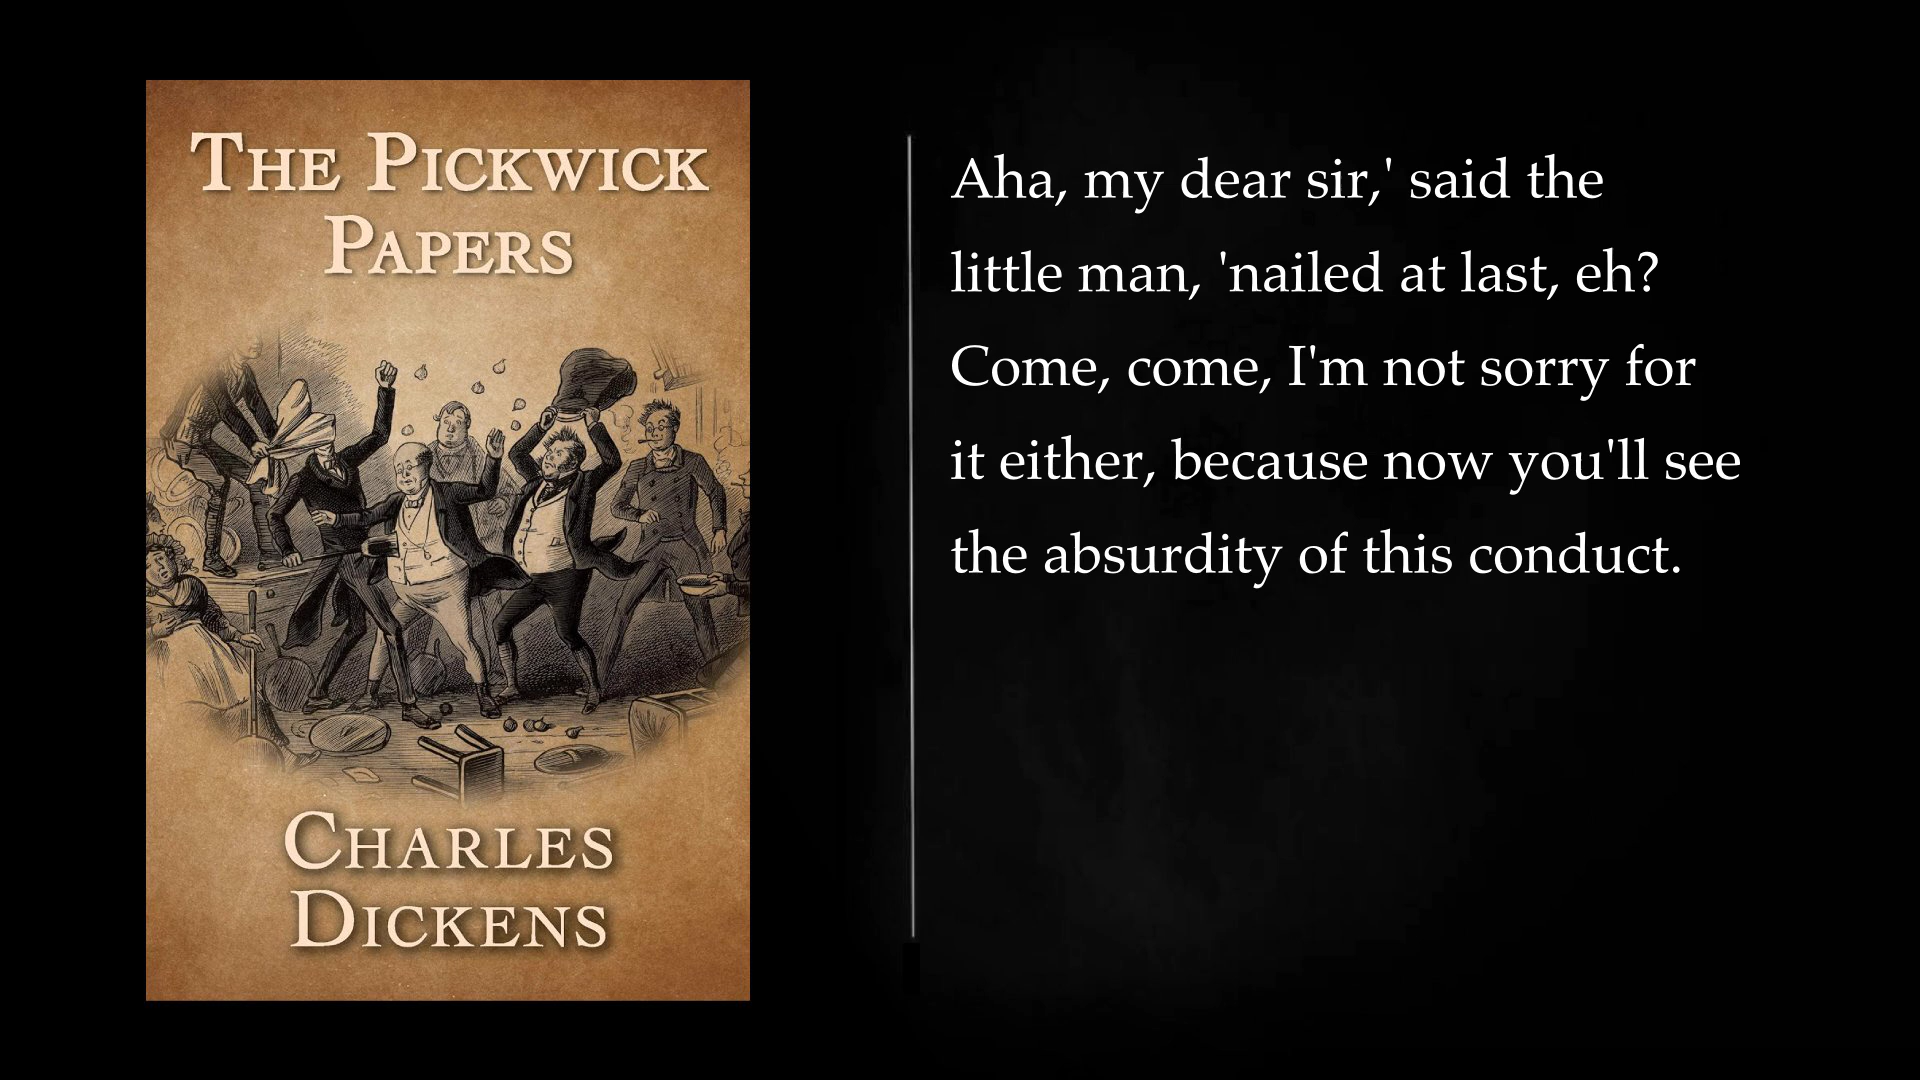 THE PICKWICK
PAPERS
CHARLES
DICKENS
Aha, my dear sir,' said the
little man, 'nailed at last, eh?
Come, come, I'm not sorry for
it either, because now you'll see
the absurdity of this conduct.